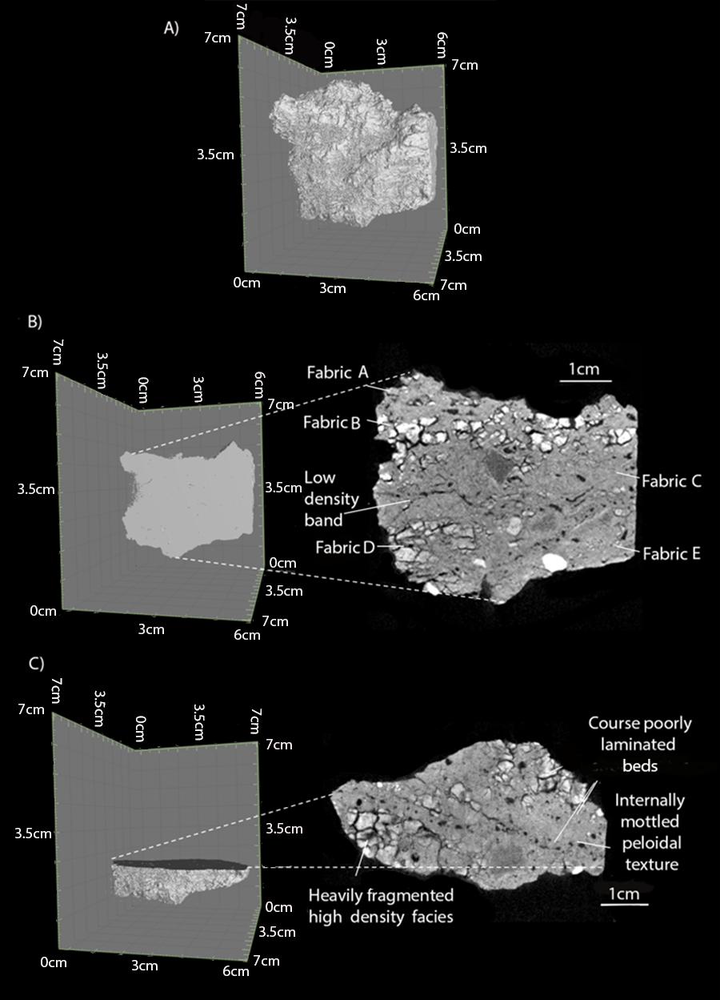 A)
7cm
3.5cm
0cm
3cm
6cm
7cm
7cm
3.5cm
3.5cm
0cm
3.5cm
7cm
0cm
3cm
6cm
B)
7cm
3.5cm
0cm
3cm
6cm
7cm
7cm
3.5cm
3.5cm
0cm
3.5cm
7cm
0cm
3cm
6cm
Fabric A
1cm
Fabric B
Low
density
band
Fabric C
Fabric D
Fabric E
C)
7cm
3.5cm
0cm
3.5cm
7cm
7cm
7cm
3.5cm
3.5cm
0cm
3.5cm
7cm
0cm
3cm
6cm
Course poorly
laminated
beds
Internally
mottled
peloidal
texture
Heavily fragmented
high density facies
1cm